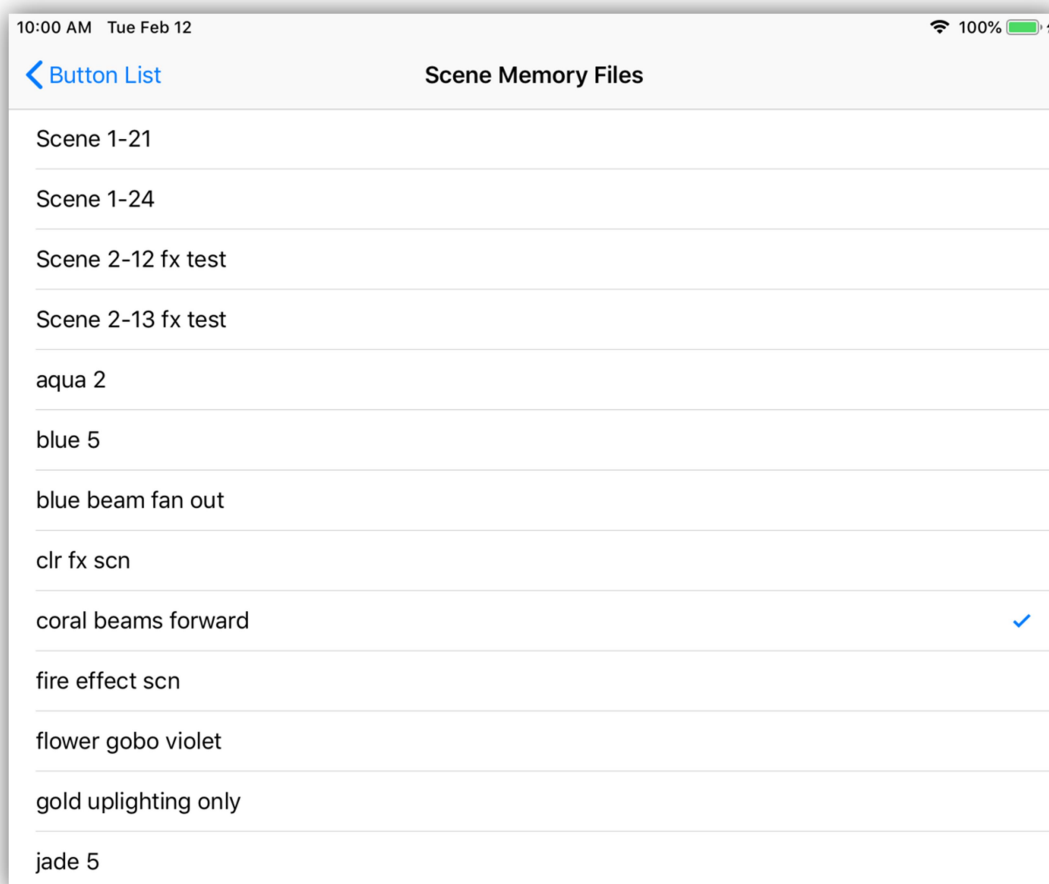 10:00 AM Tue Feb 12 100%
Button List Scene Memory Files
Scene 1-21
Scene 1-24
Scene 2-12 fx test
Scene 2-13 fx test
aqua 2
blue 5
blue beam fan out
clr fx scn
coral beams forward
fire effect scn
flower gobo violet
gold uplighting only
jade 5